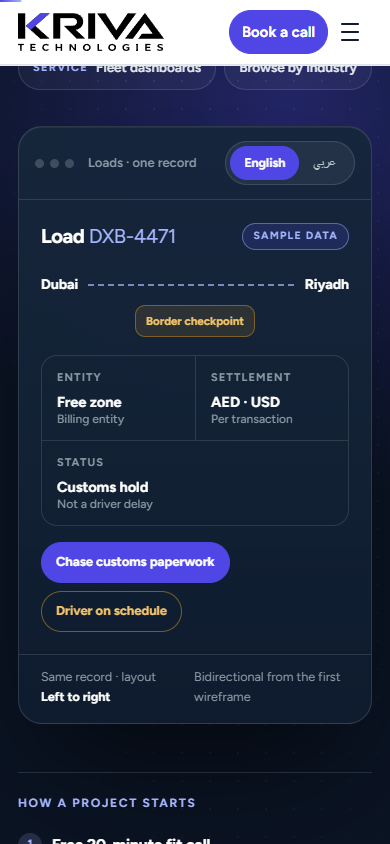 KRIVA
TECHNOLOGIES
Book a call
SERVICE Fleet dashboards
Browse by industry
Loads · one record
English
عربي
Load DXB-4471
SAMPLE DATA
Dubai
Riyadh
Border checkpoint
ENTITY
Free zone
Billing entity
SETTLEMENT
AED · USD
Per transaction
STATUS
Customs hold
Not a driver delay
Chase customs paperwork
Driver on schedule
Same record · layout
Left to right
Bidirectional from the first
wireframe
HOW A PROJECT STARTS
1 Free 30-minute fit call